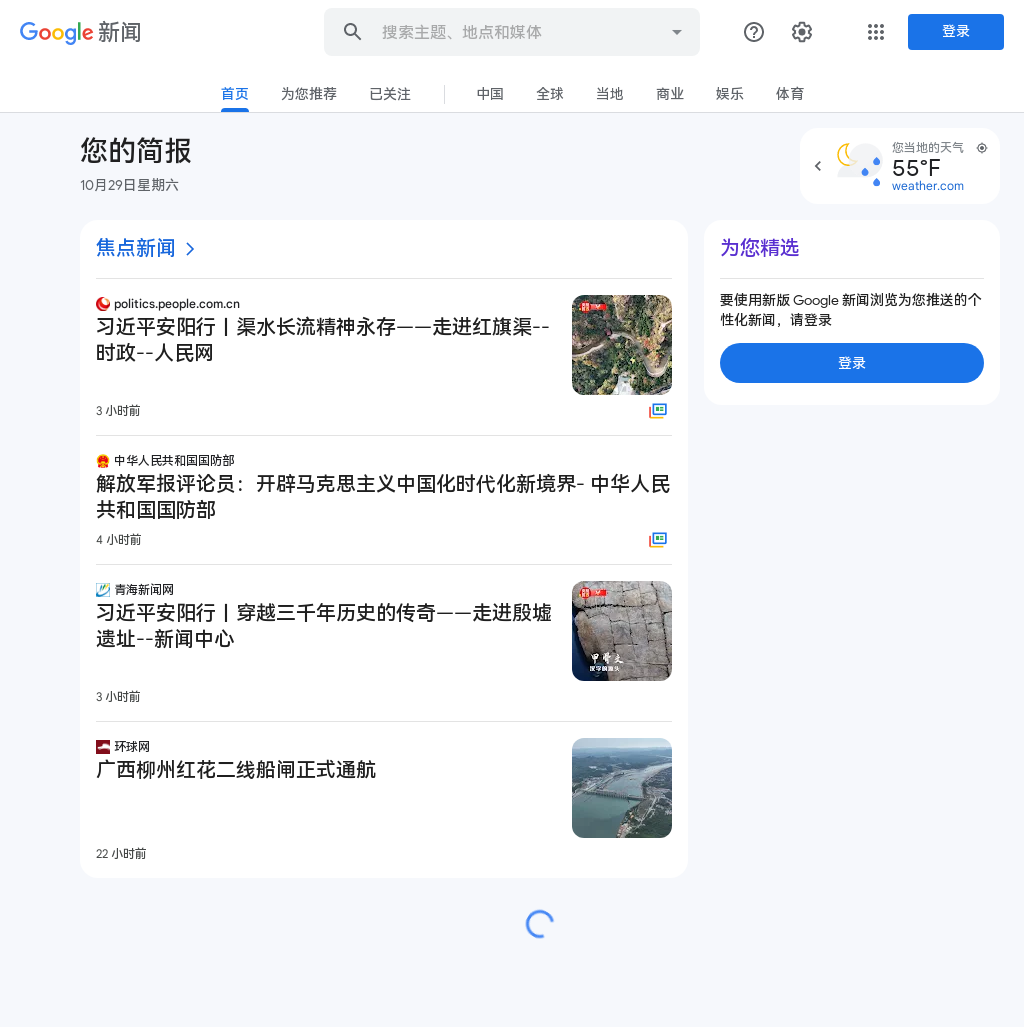 Google 新闻
搜索主题、地点和媒体
登录
首页
为您推荐
已关注
中国
全球
当地
商业
娱乐
体育
您的简报
10月29日星期六
您当地的天气
55°F
weather.com
焦点新闻
politics.people.com.cn
习近平安阳行丨渠水长流精神永存——走进红旗渠--
时政--人民网
3 小时前
中华人民共和国国防部
解放军报评论员：开辟马克思主义中国化时代化新境界- 中华人民
共和国国防部
4 小时前
青海新闻网
习近平安阳行丨穿越三千年历史的传奇——走进殷墟
遗址--新闻中心
甲骨文
汉字的源头
3 小时前
环球网
广西柳州红花二线船闸正式通航
22 小时前
为您精选
要使用新版 Google 新闻浏览为您推送的个
性化新闻，请登录
登录